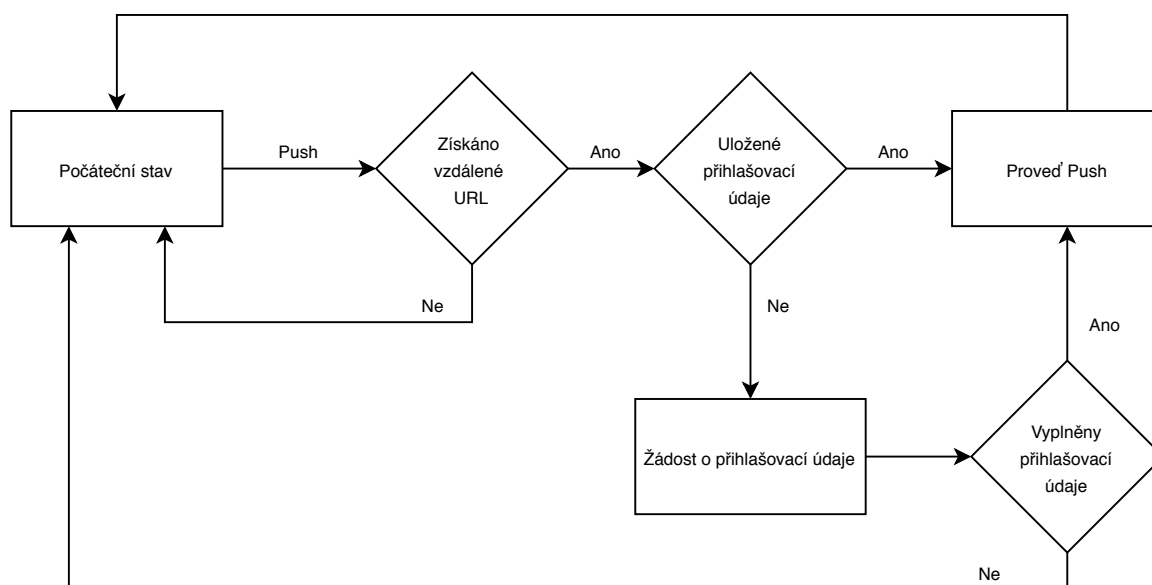 Počáteční stav
Push
Získáno
vzdálené
URL
Ano
Uložené
přihlašovací
údaje
Ano
Proveď Push
Ne
Ne
Ano
Žádost o přihlašovací údaje
Vyplněny
přihlašovací
údaje
Ne